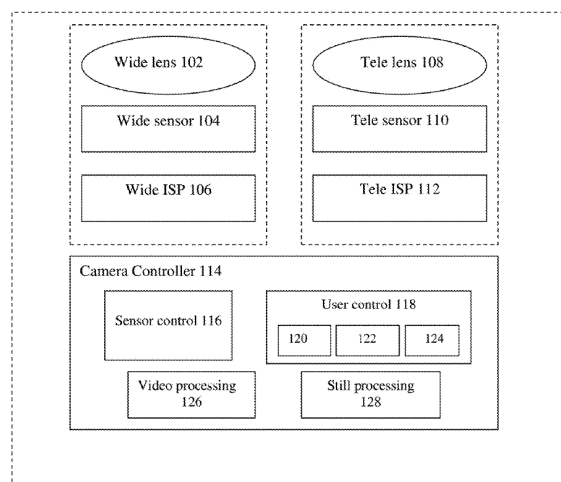 Wide lens 102
Tele lens 108
Wide sensor 104
Tele sensor 110
Wide ISP 106
Tele ISP 112
Camera Controller 114
Sensor control 116
User control 118
120
122
124
Video processing
126
Still processing
128